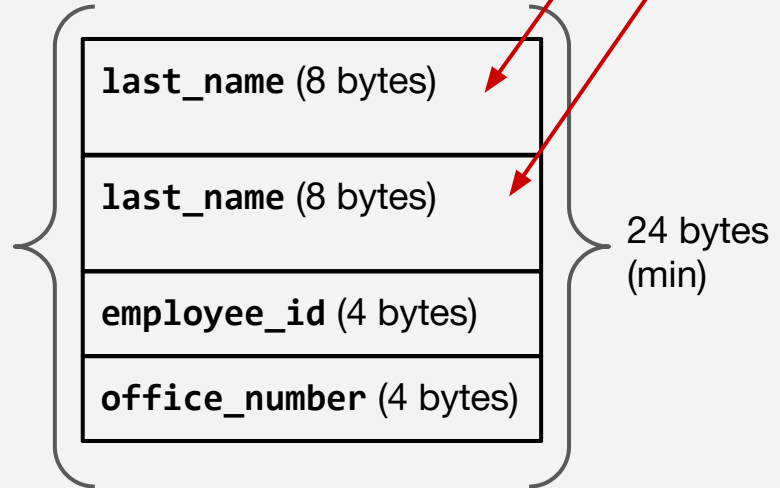 last_name (8 bytes)
last_name (8 bytes)
24 bytes
(min)
employee_id (4 bytes)
office_number (4 bytes)